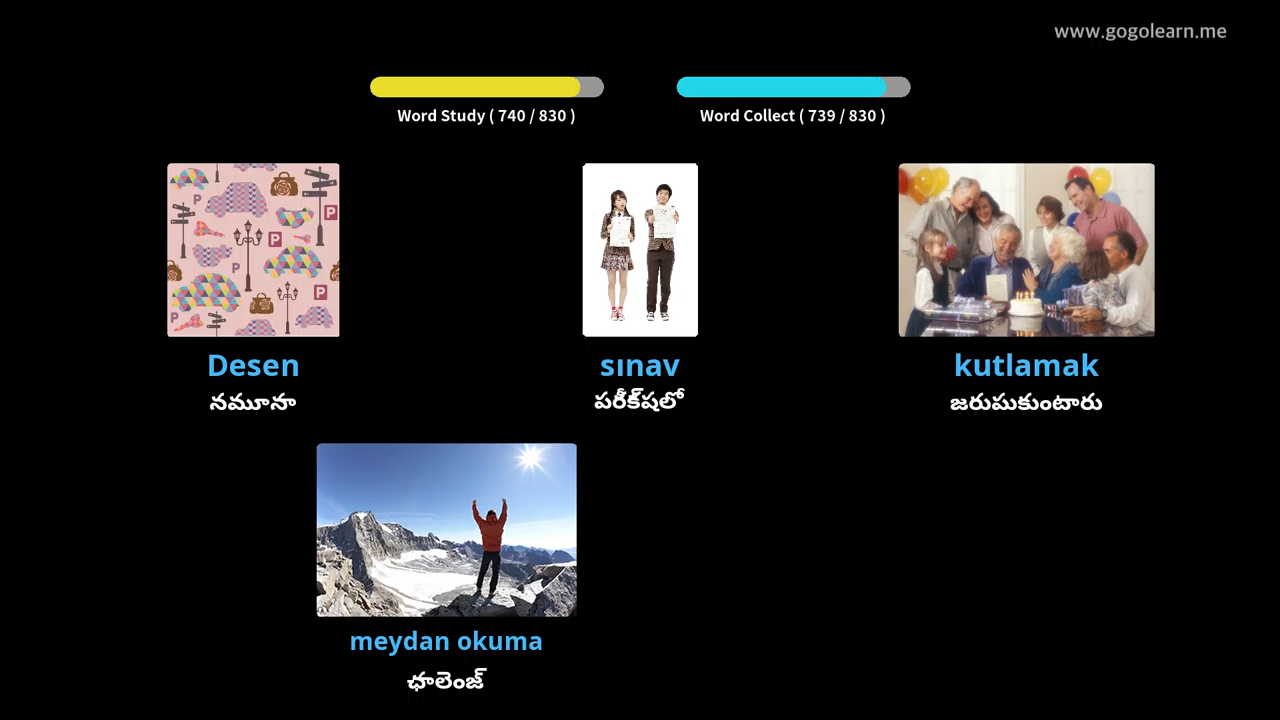 www.gogolearn.me
Word Study ( 740 / 830 )
Word Collect ( 739 / 830 )
P
P
P
P
P
P
Desen
sınav
kutlamak
నమూనా
పరీక్షలో
జరుపుకుంటారు
meydan okuma
ఛాలెంజ్